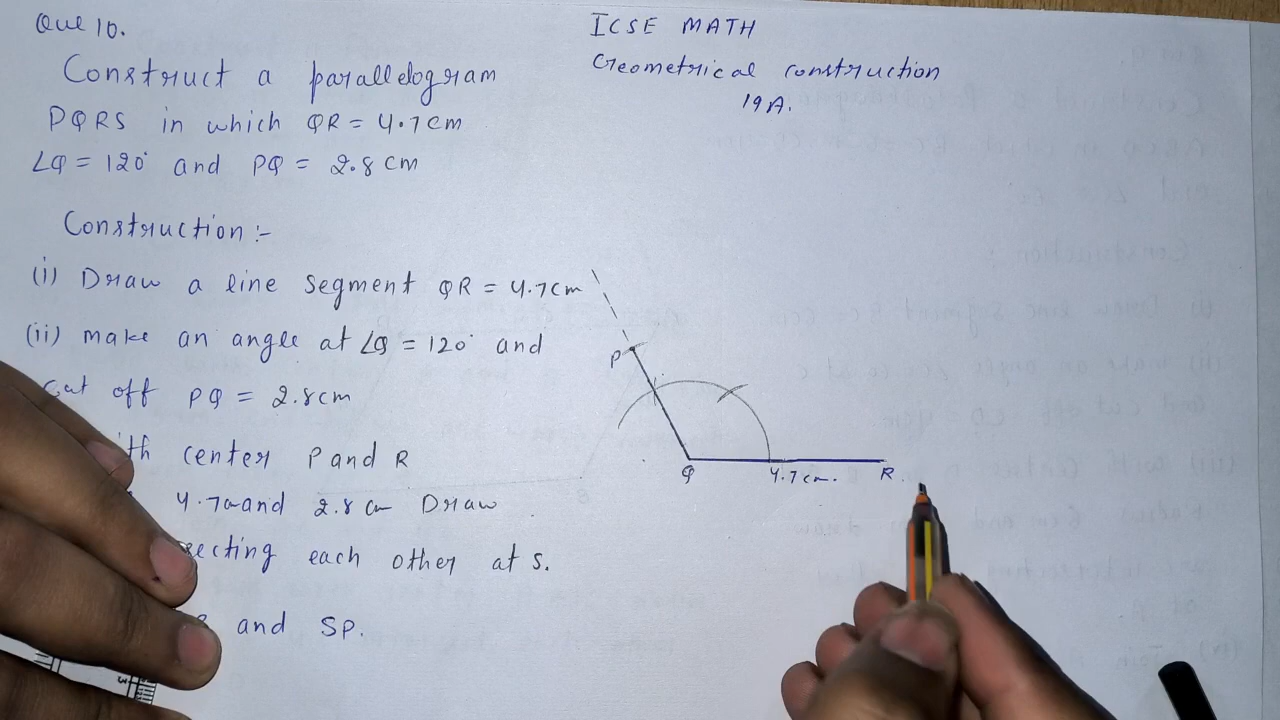 Que 10.
ICSE MATH
Geometrical construction
19A.
Construct a parallelogram
PQRS in which QR = 4.7cm
∠Q = 120° and PQ = 2.8 cm
Construction :-
(i) Draw a line segment QR = 4.7cm
(ii) make an angle at ∠Q = 120° and
cut off PQ = 2.8cm
center P and R
4.7 and 2.8 cm Draw
each other at S.
and SP.
P
Q
4.7cm.
R.